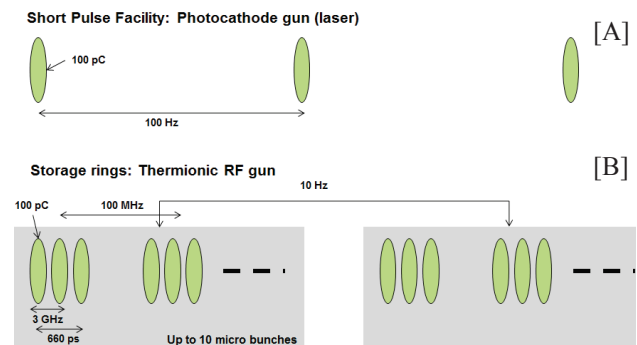 Short Pulse Facility: Photocathode gun (laser)
[A]
100 pC
100 Hz
Storage rings: Thermionic RF gun
[B]
10 Hz
100 pC
100 MHz
3 GHz
660 ps
Up to 10 micro bunches